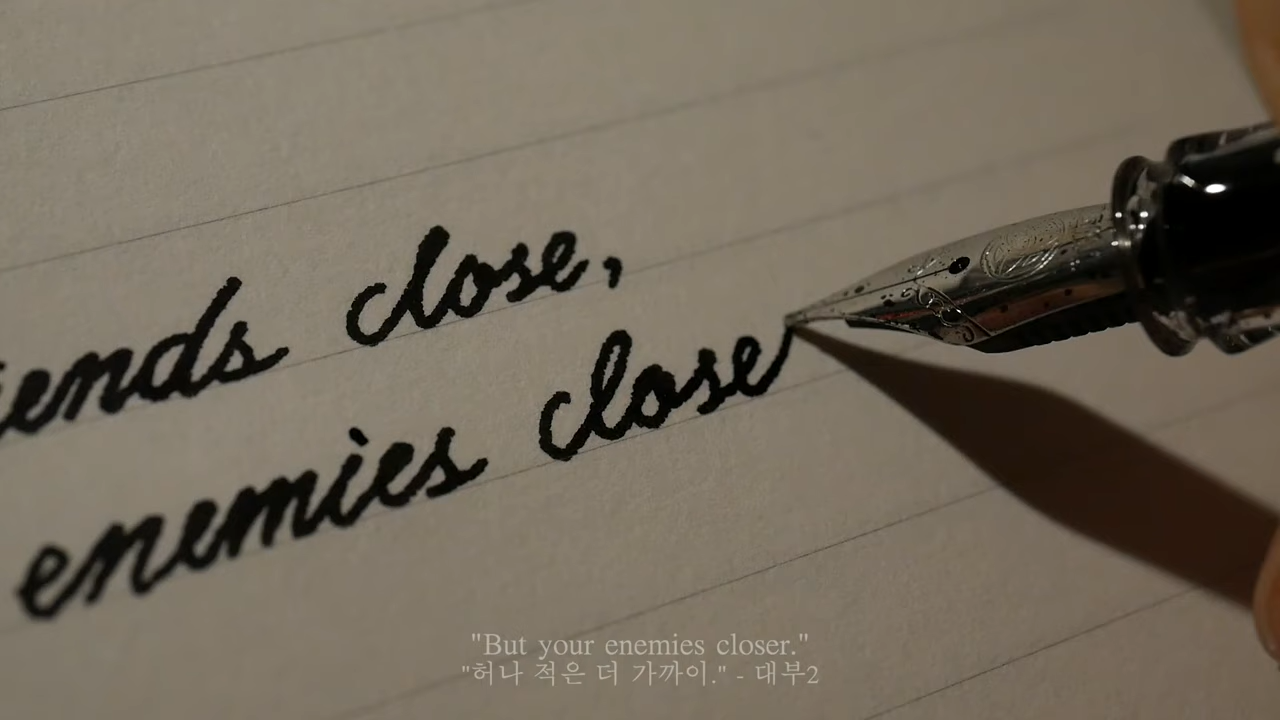 ends close,
enemies close
"But your enemies closer."
"허나 적은 더 가까이." - 대부2